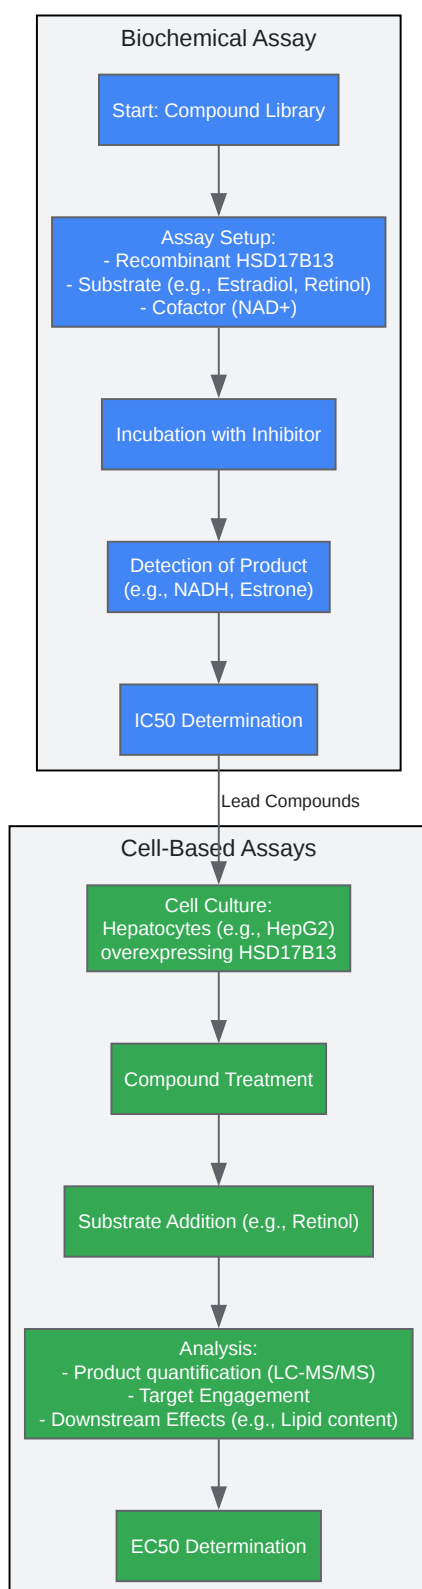 Biochemical Assay
Start: Compound Library
Assay Setup:
- Recombinant HSD17B13
- Substrate (e.g., Estradiol, Retinol)
- Cofactor (NAD+)
Incubation with Inhibitor
Detection of Product
(e.g., NADH, Estrone)
IC50 Determination
Lead Compounds
Cell-Based Assays
Cell Culture:
Hepatocytes (e.g., HepG2)
overexpressing HSD17B13
Compound Treatment
Substrate Addition (e.g., Retinol)
Analysis:
- Product quantification (LC-MS/MS)
- Target Engagement
- Downstream Effects (e.g., Lipid content)
EC50 Determination